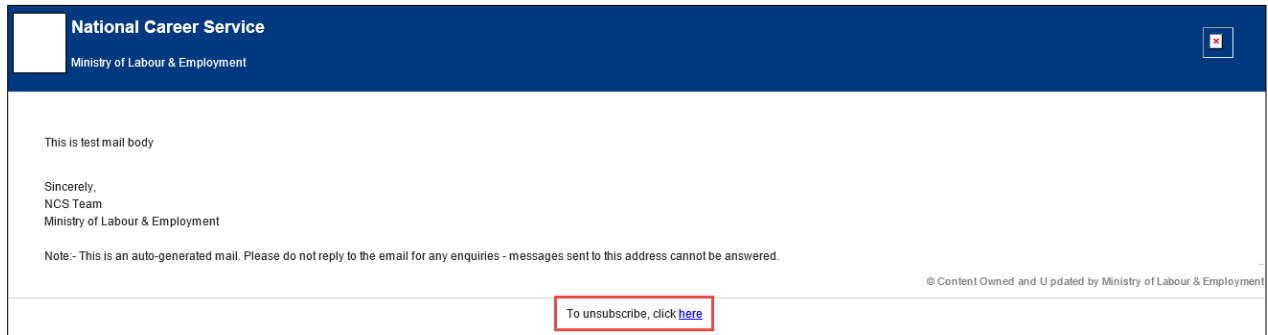 National Career Service
Ministry of Labour & Employment
This is test mail body
Sincerely,
NCS Team
Ministry of Labour & Employment
Note:- This is an auto-generated mail. Please do not reply to the email for any enquiries - messages sent to this address cannot be answered.
© Content Owned and U pdated by Ministry of Labour & Employment
To unsubscribe, click here